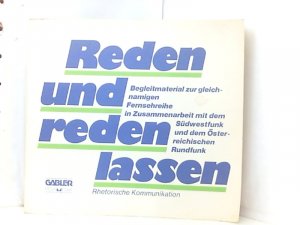 Reden
und
reden
lassen
Begleitmaterial zur gleich-
namigen
Fernsehreihe
in Zusammenarbeit mit dem
Südwestfunk
und dem Öster-
reichischen
Rundfunk
GABLER
Rhetorische Kommunikation